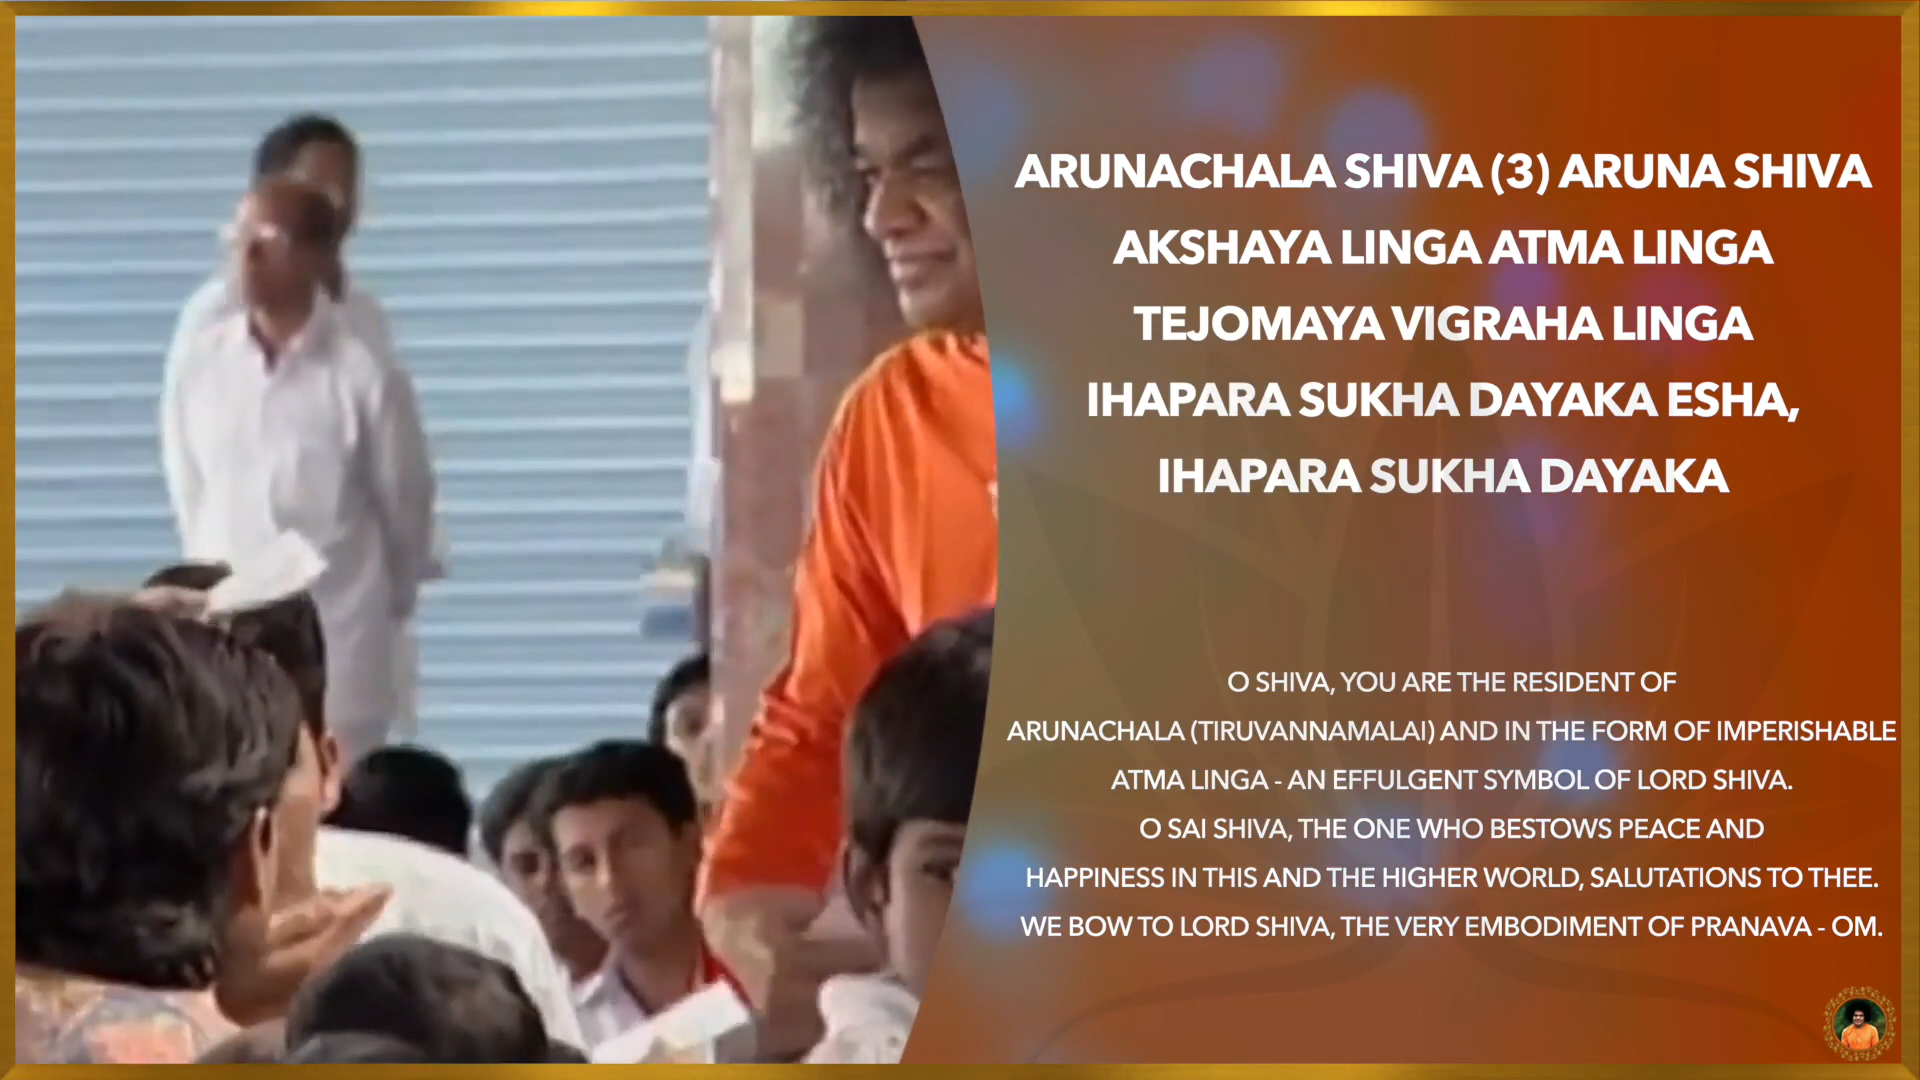 ARUNACHALA SHIVA (3) ARUNA SHIVA
AKSHAYA LINGA ATMA LINGA
TEJOMAYA VIGRAHA LINGA
IHAPARA SUKHA DAYAKA ESHA,
IHAPARA SUKHA DAYAKA
O SHIVA, YOU ARE THE RESIDENT OF
ARUNACHALA (TIRUVANNAMALAI) AND IN THE FORM OF IMPERISHABLE
ATMA LINGA - AN EFFULGENT SYMBOL OF LORD SHIVA.
O SAI SHIVA, THE ONE WHO BESTOWS PEACE AND
HAPPINESS IN THIS AND THE HIGHER WORLD, SALUTATIONS TO THEE.
WE BOW TO LORD SHIVA, THE VERY EMBODIMENT OF PRANAVA - OM.